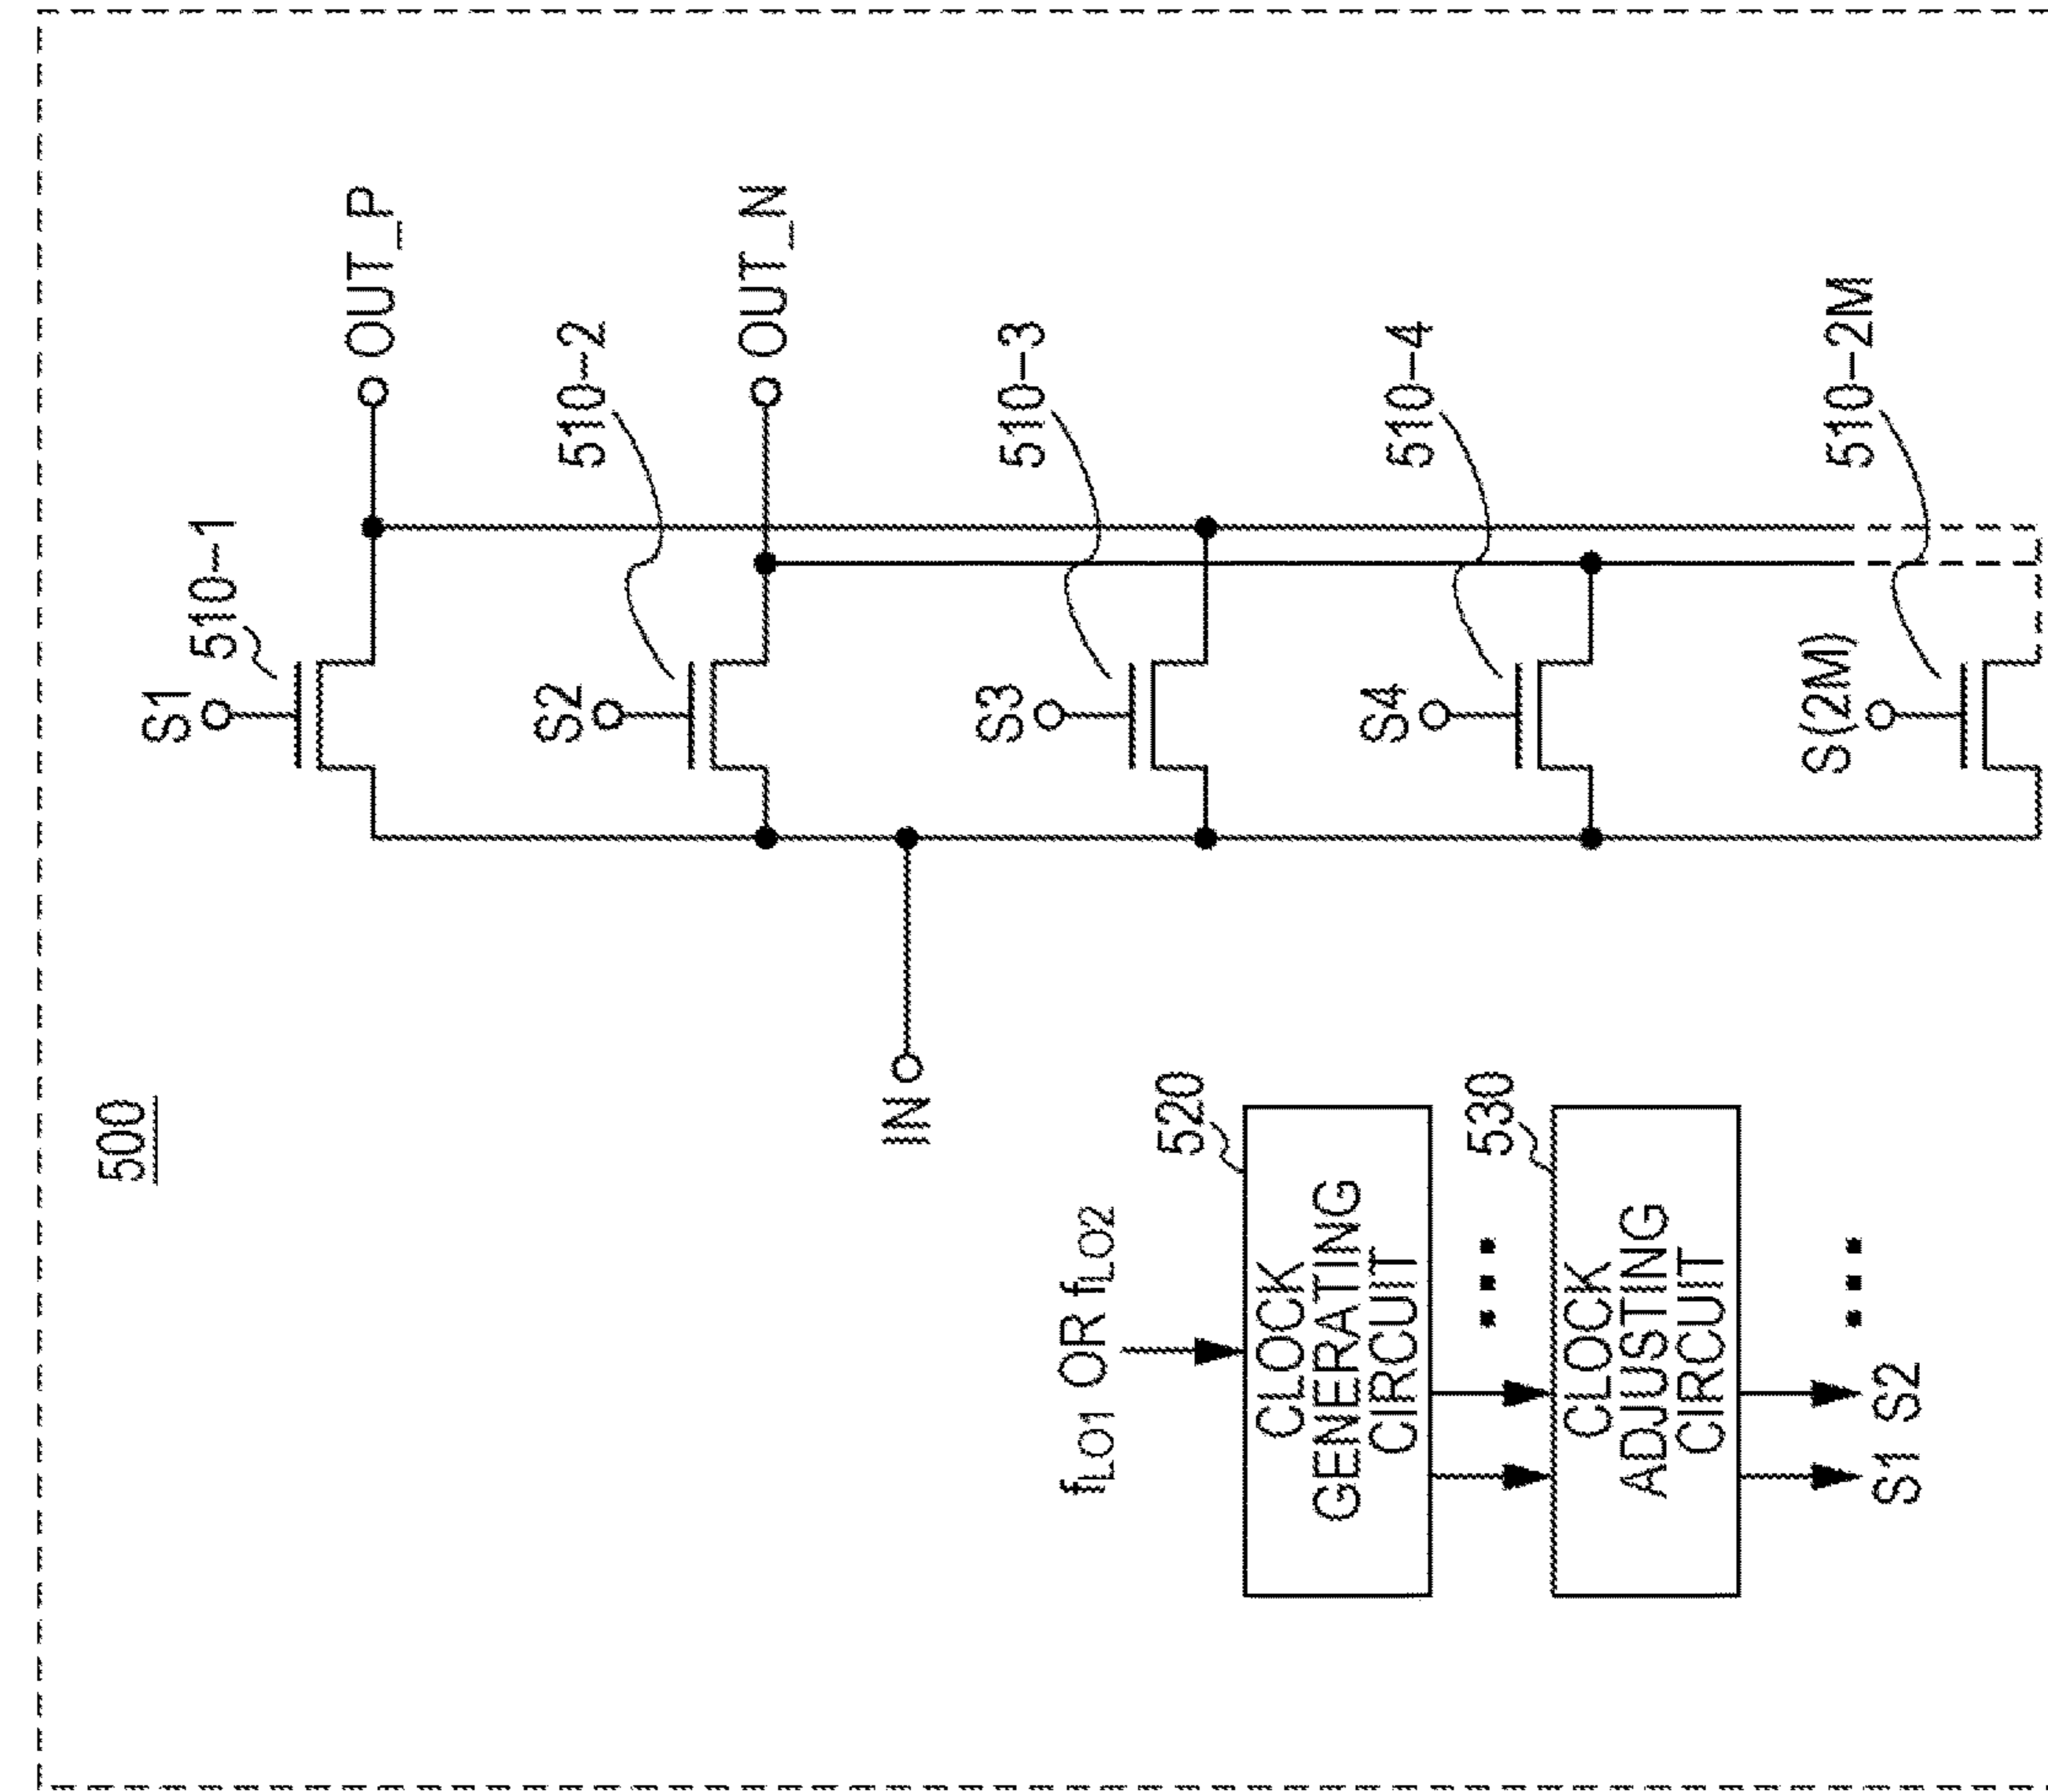 500
S1
510-1
OUT_P
S2
510-2
OUT_N
IN
S3
510-3
S4
510-4
S(2M)
510-2M
fLO1 OR fLO2
520
CLOCK
GENERATING
CIRCUIT
530
CLOCK
ADJUSTING
CIRCUIT
S1 S2